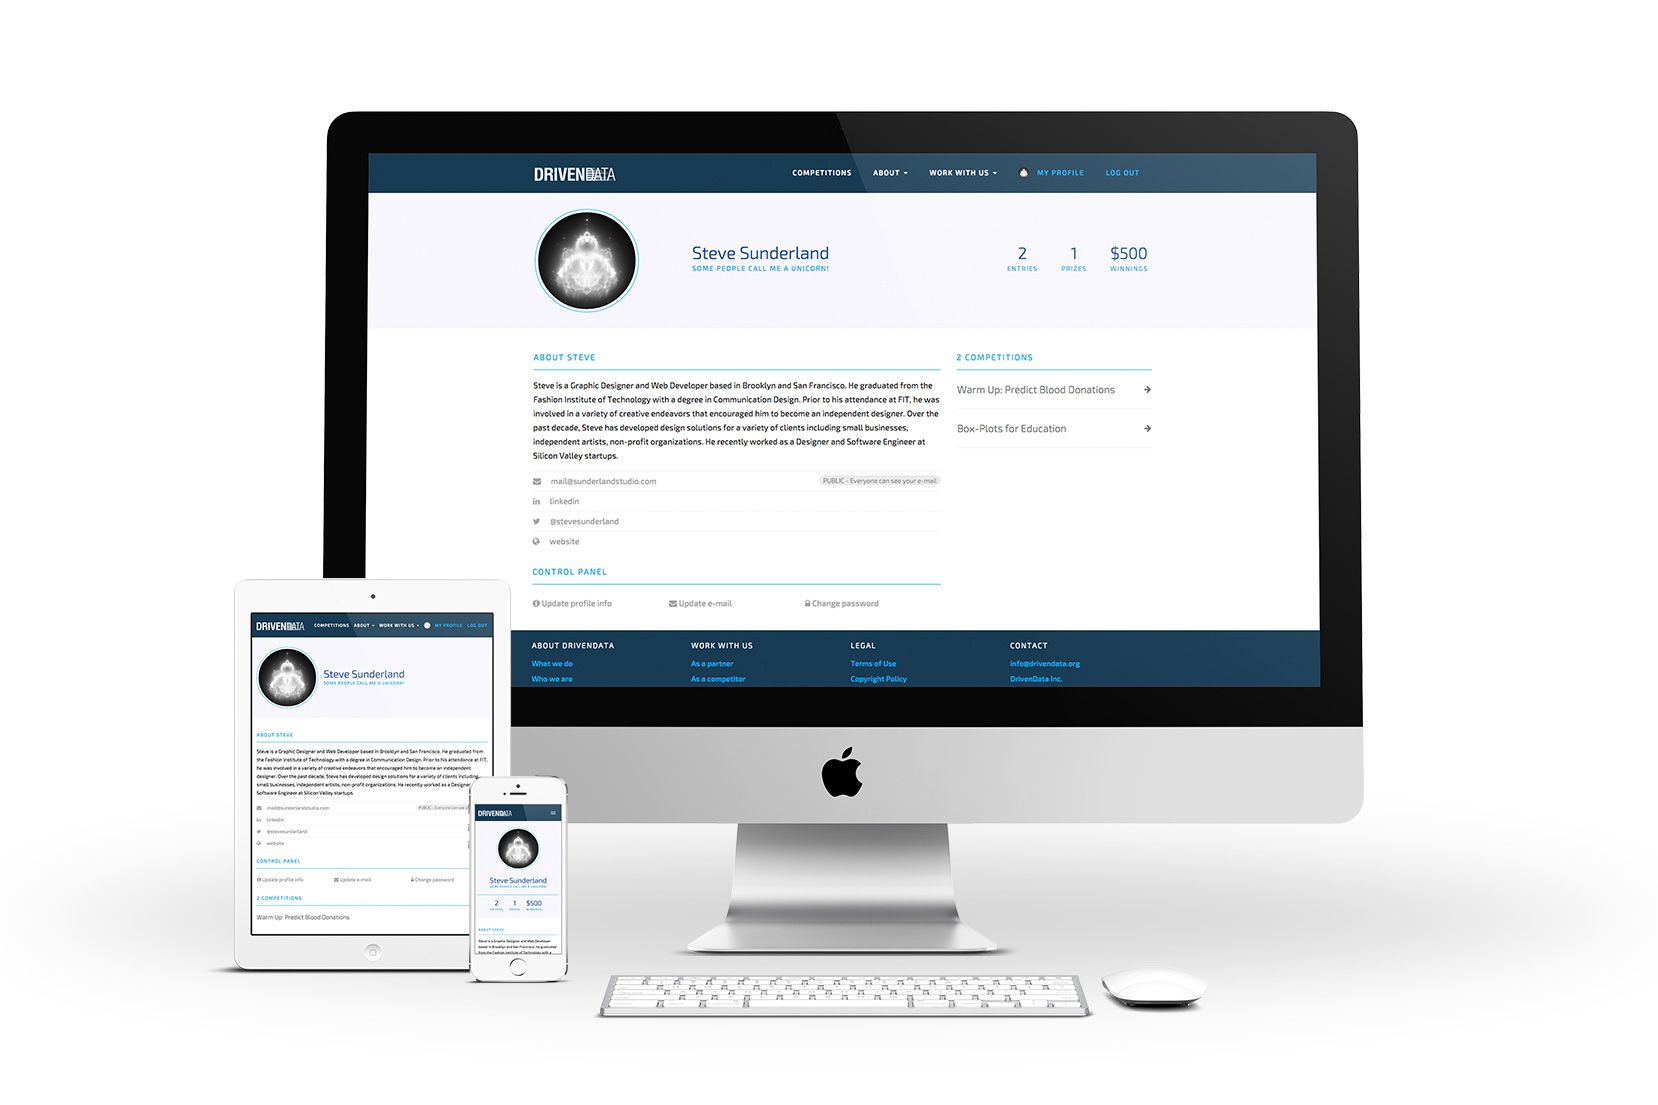 DRIVENDATA
COMPETITIONS ABOUT WORK WITH US MY PROFILE LOG OUT
Steve Sunderland
SOME PEOPLE CALL ME A UNICORN!
2 1 $500
ENTRIES PRIZES WINNINGS
ABOUT STEVE
Steve is a Graphic Designer and Web Developer based in Brooklyn and San Francisco. He graduated from the
Fashion Institute of Technology with a degree in Communication Design. Prior to his attendance at FIT, he was
involved in a variety of creative endeavors that encouraged him to become an independent designer. Over the
past decade, Steve has developed design solutions for a variety of clients including small businesses,
independent artists, non-profit organizations. He recently worked as a Designer and Software Engineer at
Silicon Valley startups.
mail@sunderlandstudio.com PUBLIC - Everyone can see your e-mail.
linkedin
@stevesunderland
website
CONTROL PANEL
Update profile info Update e-mail Change password
2 COMPETITIONS
Warm Up: Predict Blood Donations
Box-Plots for Education
ABOUT DRIVENDATA WORK WITH US LEGAL CONTACT
What we do As a partner Terms of Use info@drivendata.org
Who we are As a competitor Copyright Policy DrivenData Inc.
DRIVENDATA COMPETITIONS ABOUT WORK WITH US MY PROFILE LOG OUT
Steve Sunderland
SOME PEOPLE CALL ME A UNICORN!
ABOUT STEVE
Steve is a Graphic Designer and Web Developer based in Brooklyn and San Francisco. He graduated from
the Fashion Institute of Technology with a degree in Communication Design. Prior to his attendance at FIT,
he was involved in a variety of creative endeavors that encouraged him to become an independent
designer. Over the past decade, Steve has developed design solutions for a variety of clients including
small businesses, independent artists, non-profit organizations. He recently worked as a Designer
Software Engineer at Silicon Valley startups.
mail@sunderlandstudio.com PUBLIC - Everyone can see
linkedin
@stevesunderland
website
CONTROL PANEL
Update profile info Update e-mail Change password
2 COMPETITIONS
Warm Up: Predict Blood Donations
DRIVENDATA
Steve Sunderland
SOME PEOPLE CALL ME A UNICORN!
2 1 $500
ENTRIES PRIZES WINNINGS
ABOUT STEVE
Steve is a Graphic Designer and Web Developer
based in Brooklyn and San Francisco. He graduated
from the Fashion Institute of Technology with a